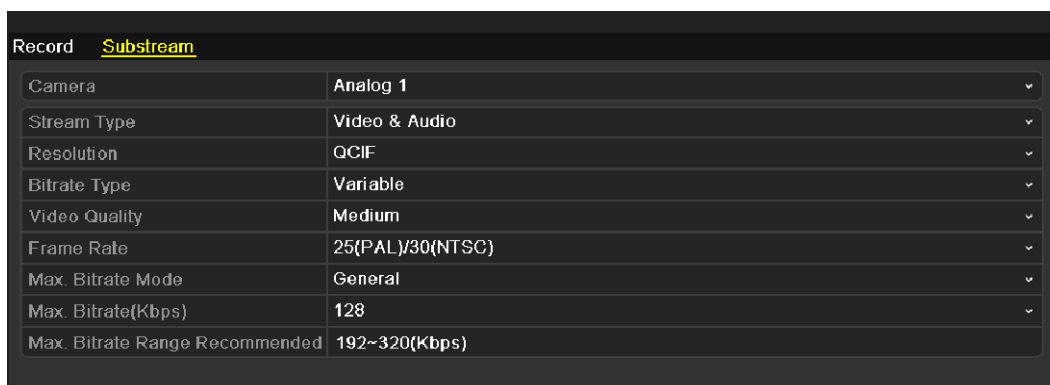 Record Substream
Camera Analog 1
Stream Type Video & Audio
Resolution QCIF
Bitrate Type Variable
Video Quality Medium
Frame Rate 25(PAL)/30(NTSC)
Max. Bitrate Mode General
Max. Bitrate(Kbps) 128
Max. Bitrate Range Recommended 192~320(Kbps)